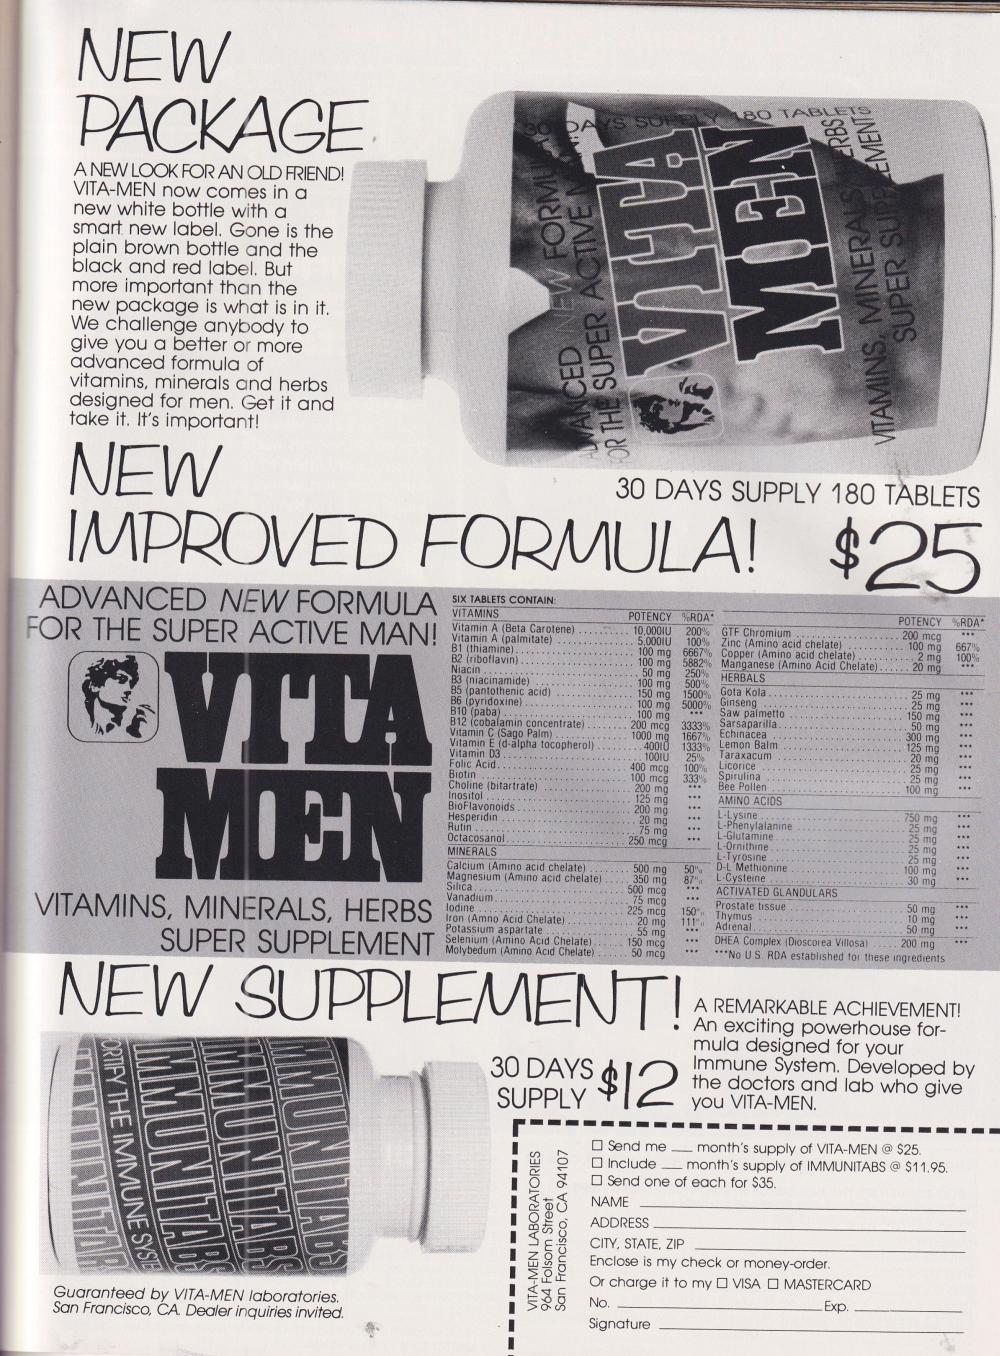 NEW
PACKAGE
A NEW LOOK FOR AN OLD FRIEND!
VITA-MEN now comes in a
new white bottle with a
smart new label. Gone is the
plain brown bottle and the
black and red label. But
more important than the
new package is what is in it.
We challenge anybody to
give you a better or more
advanced formula of
vitamins, minerals and herbs
designed for men. Get it and
take it. It's important!
30 DAYS SUPPLY 180 TABLETS
ADVANCED NEW FORMULA
FOR THE SUPER ACTIVE MAN!
VITA
MEN
VITAMINS, MINERALS, HERBS
SUPER SUPPLEMENT
30 DAYS SUPPLY 180 TABLETS
NEW
IMPROVED FORMULA!
$25
ADVANCED NEW FORMULA
FOR THE SUPER ACTIVE MAN!
VITA
MEN
VITAMINS, MINERALS, HERBS
SUPER SUPPLEMENT
SIX TABLETS CONTAIN:
VITAMINS POTENCY %RDA*
Vitamin A (Beta Carotene) 10,000IU 200%
Vitamin A (palmitate) 5,000IU 100%
B1 (thiamine) 100 mg 6667%
B2 (riboflavin) 100 mg 5882%
Niacin 50 mg 250%
B3 (niacinamide) 100 mg 500%
B5 (pantothenic acid) 150 mg 1500%
B6 (pyridoxine) 100 mg 5000%
B10 (paba) 100 mg ***
B12 (cobalamin concentrate) 200 mcg 3333%
Vitamin C (Sago Palm) 1000 mg 1667%
Vitamin E (d-alpha tocopherol) 400IU 1333%
Vitamin D3 100IU 25%
Folic Acid 400 mcg 100%
Biotin 100 mcg 333%
Choline (bitartrate) 200 mg ***
Inositol 125 mg ***
BioFlavonoids 200 mg ***
Hesperidin 20 mg ***
Rutin 75 mg ***
Octacosanol 250 mcg ***
MINERALS
Calcium (Amino acid chelate) 500 mg 50%
Magnesium (Amino acid chelate) 350 mg 87%
Silica 500 mcg ***
Vanadium 75 mcg ***
Iodine 225 mcg 150%
Iron (Amno Acid Chelate) 20 mg 111%
Potassium aspartate 55 mg ***
Selenium (Amino Acid Chelate) 150 mcg ***
Molybedum (Amino Acid Chelate) 50 mcg ***
POTENCY %RDA*
GTF Chromium 200 mcg ***
Zinc (Amino acid chelate) 100 mg 667%
Copper (Amino acid chelate) 2 mg 100%
Manganese (Amino Acid Chelate) 20 mg ***
HERBALS
Gota Kola 25 mg ***
Ginseng 25 mg ***
Saw palmetto 150 mg ***
Sarsaparilla 50 mg ***
Echinacea 300 mg ***
Lemon Balm 125 mg ***
Taraxacum 20 mg ***
Licorice 25 mg ***
Spirulina 25 mg ***
Bee Pollen 100 mg ***
AMINO ACIDS
L-Lysine 750 mg ***
L-Phenylalanine 25 mg ***
L-Glutamine 25 mg ***
L-Ornithine 25 mg ***
L-Tyrosine 25 mg ***
D-L Methionine 100 mg ***
L-Cysteine 30 mg ***
ACTIVATED GLANDULARS
Prostate tissue 50 mg ***
Thymus 10 mg ***
Adrenal 50 mg ***
DHEA Complex (Dioscorea Villosa) 200 mg ***
***No U.S. RDA established for these ingredients
NEW SUPPLEMENT!
A REMARKABLE ACHIEVEMENT!
An exciting powerhouse for-
mula designed for your
Immune System. Developed by
the doctors and lab who give
you VITA-MEN.
30 DAYS
SUPPLY $12
IMMUNITABS
FORTIFY THE IMMUNE SYSTE
IMMUNITABS
IMMUNITABS
IMMUNITABS
IMMUNITABS
Guaranteed by VITA-MEN laboratories.
San Francisco, CA. Dealer inquiries invited.
VITA-MEN LABORATORIES
964 Folsom Street
San Francisco, CA 94107
☐ Send me ___ month's supply of VITA-MEN @ $25.
☐ Include ___ month's supply of IMMUNITABS @ $11.95.
☐ Send one of each for $35.
NAME
ADDRESS
CITY, STATE, ZIP
Enclose is my check or money-order.
Or charge it to my ☐ VISA ☐ MASTERCARD
No. ___ Exp. ___
Signature